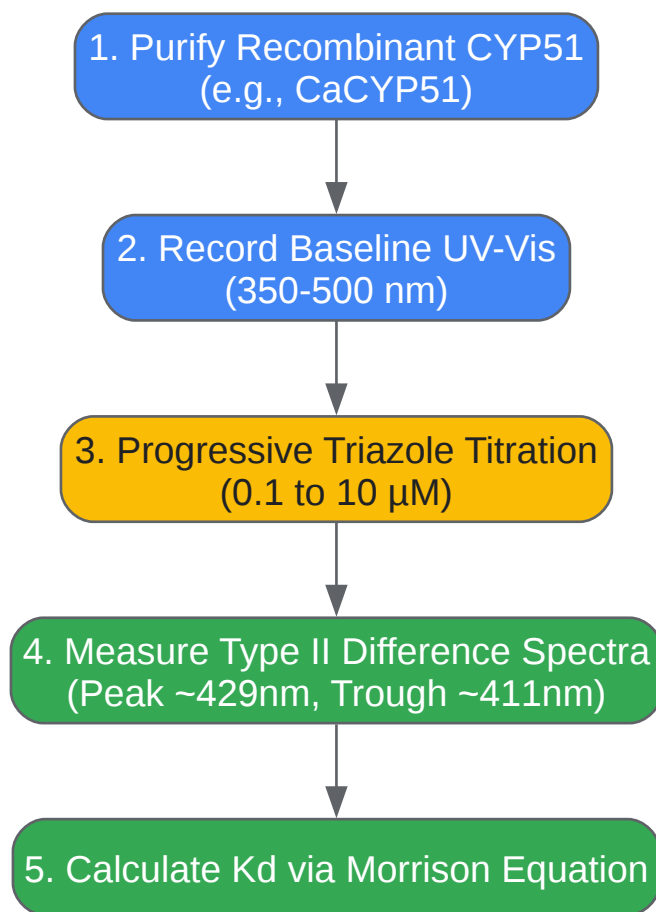 1. Purify Recombinant CYP51
(e.g., CaCYP51)
2. Record Baseline UV-Vis
(350-500 nm)
3. Progressive Triazole Titration
(0.1 to 10 µM)
4. Measure Type II Difference Spectra
(Peak ~429nm, Trough ~411nm)
5. Calculate Kd via Morrison Equation